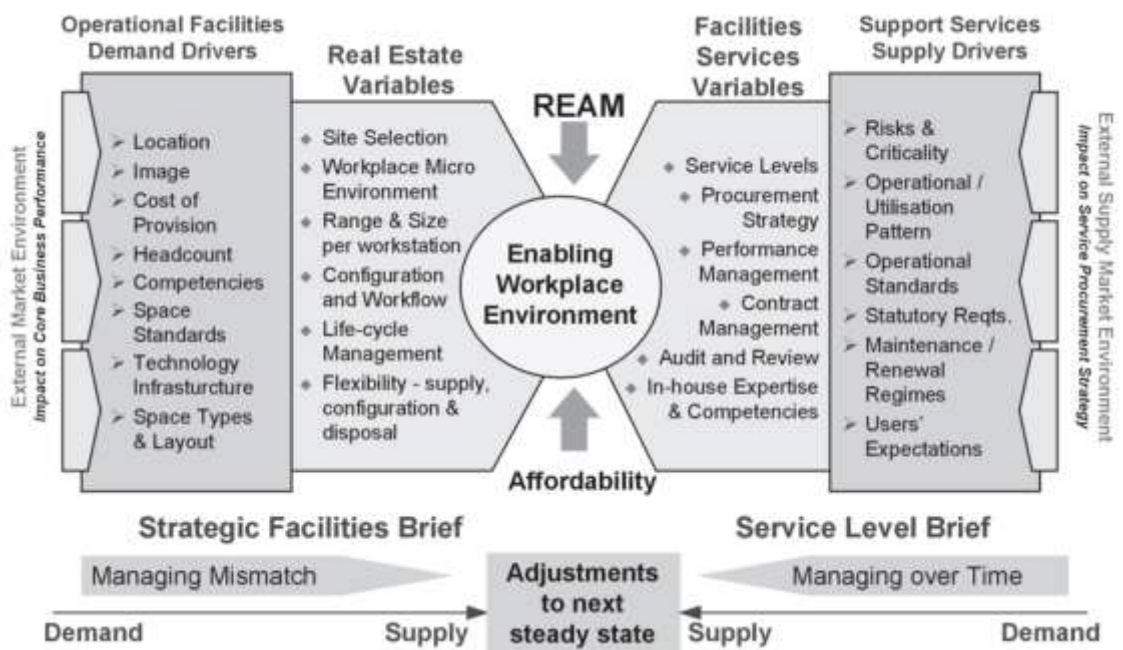 Operational Facilities
Demand Drivers
Real Estate
Variables
Facilities
Services
Variables
Support Services
Supply Drivers
External Market Environment
Impact on Core Business Performance
➢ Location
➢ Image
➢ Cost of
Provision
➢ Headcount
➢ Competencies
➢ Space
Standards
➢ Technology
Infrasturcture
➢ Space Types
& Layout
◆ Site Selection
◆ Workplace Micro
Environment
◆ Range & Size
per workstation
◆ Configuration
and Workflow
◆ Life-cycle
Management
◆ Flexibility - supply,
configuration &
disposal
REAM
Enabling
Workplace
Environment
Affordability
◆ Service Levels
◆ Procurement
Strategy
◆ Performance
Management
◆ Contract
Management
◆ Audit and Review
◆ In-house Expertise
& Competencies
➢ Risks &
Criticality
➢ Operational /
Utilisation
Pattern
➢ Operational
Standards
➢ Statutory Reqts.
➢ Maintenance /
Renewal
Regimes
➢ Users'
Expectations
External Supply Market Environment
Impact on Service Procurement Strategy
Strategic Facilities Brief
Service Level Brief
Managing Mismatch
Adjustments
to next
steady state
Managing over Time
Demand
Supply
Supply
Demand